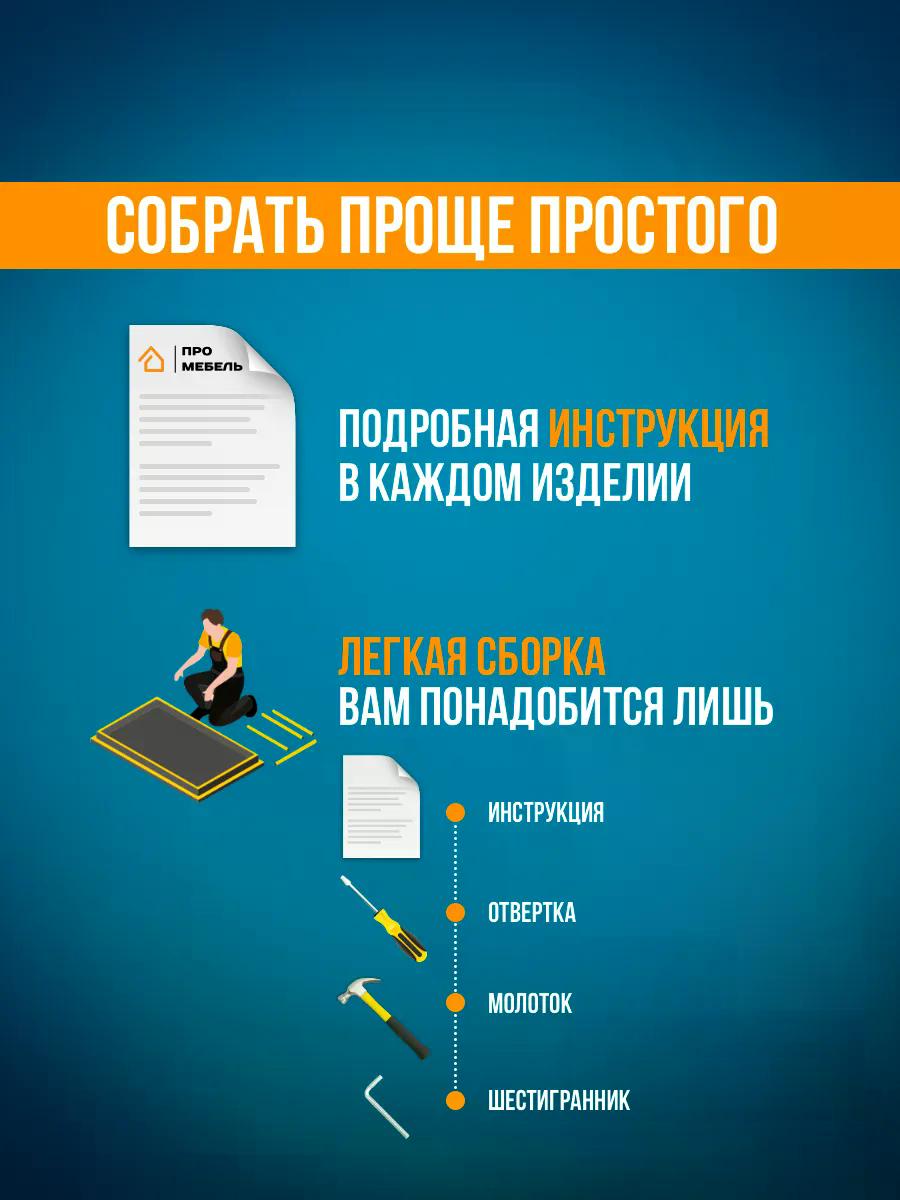 СОБРАТЬ ПРОЩЕ ПРОСТОГО
ПРО
МЕБЕЛЬ
ПОДРОБНАЯ ИНСТРУКЦИЯ
В КАЖДОМ ИЗДЕЛИИ
ЛЕГКАЯ СБОРКА
ВАМ ПОНАДОБИТСЯ ЛИШЬ
ИНСТРУКЦИЯ
ОТВЕРТКА
МОЛОТОК
ШЕСТИГРАННИК